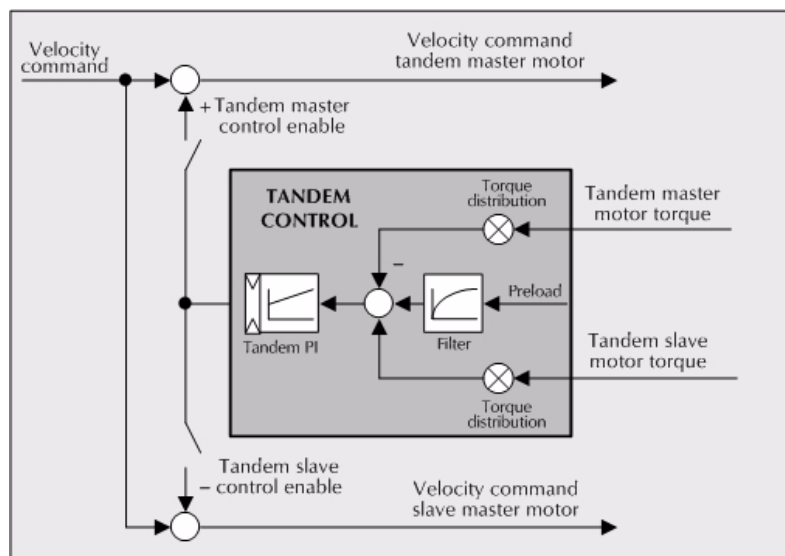 Velocity
command
Velocity command
tandem master motor
+ Tandem master
control enable
TANDEM
CONTROL
Torque
distribution
Tandem master
motor torque
–
Preload
Tandem PI
Filter
Tandem slave
motor torque
Torque
distribution
Tandem slave
– control enable
Velocity command
slave master motor